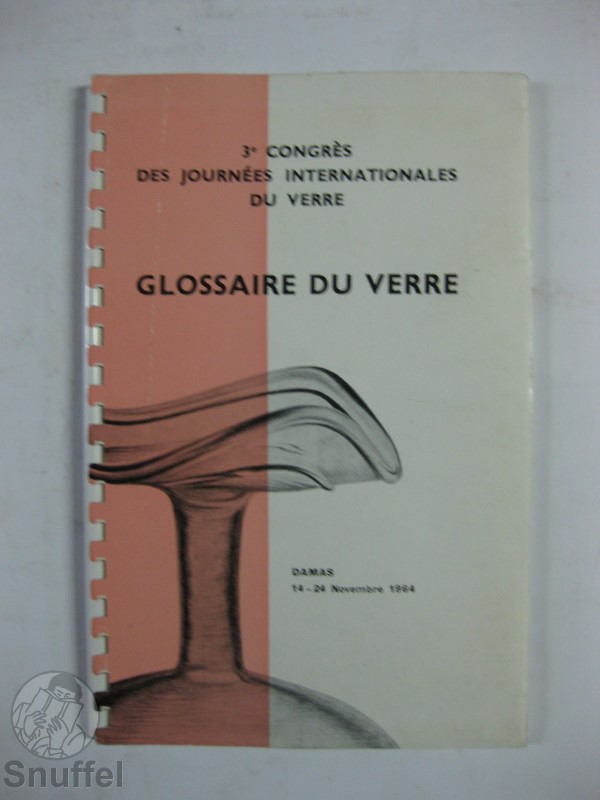 3e CONGRÈS
DES JOURNÉES INTERNATIONALES
DU VERRE
GLOSSAIRE DU VERRE
DAMAS
14-24 Novembre 1964
Snuffel